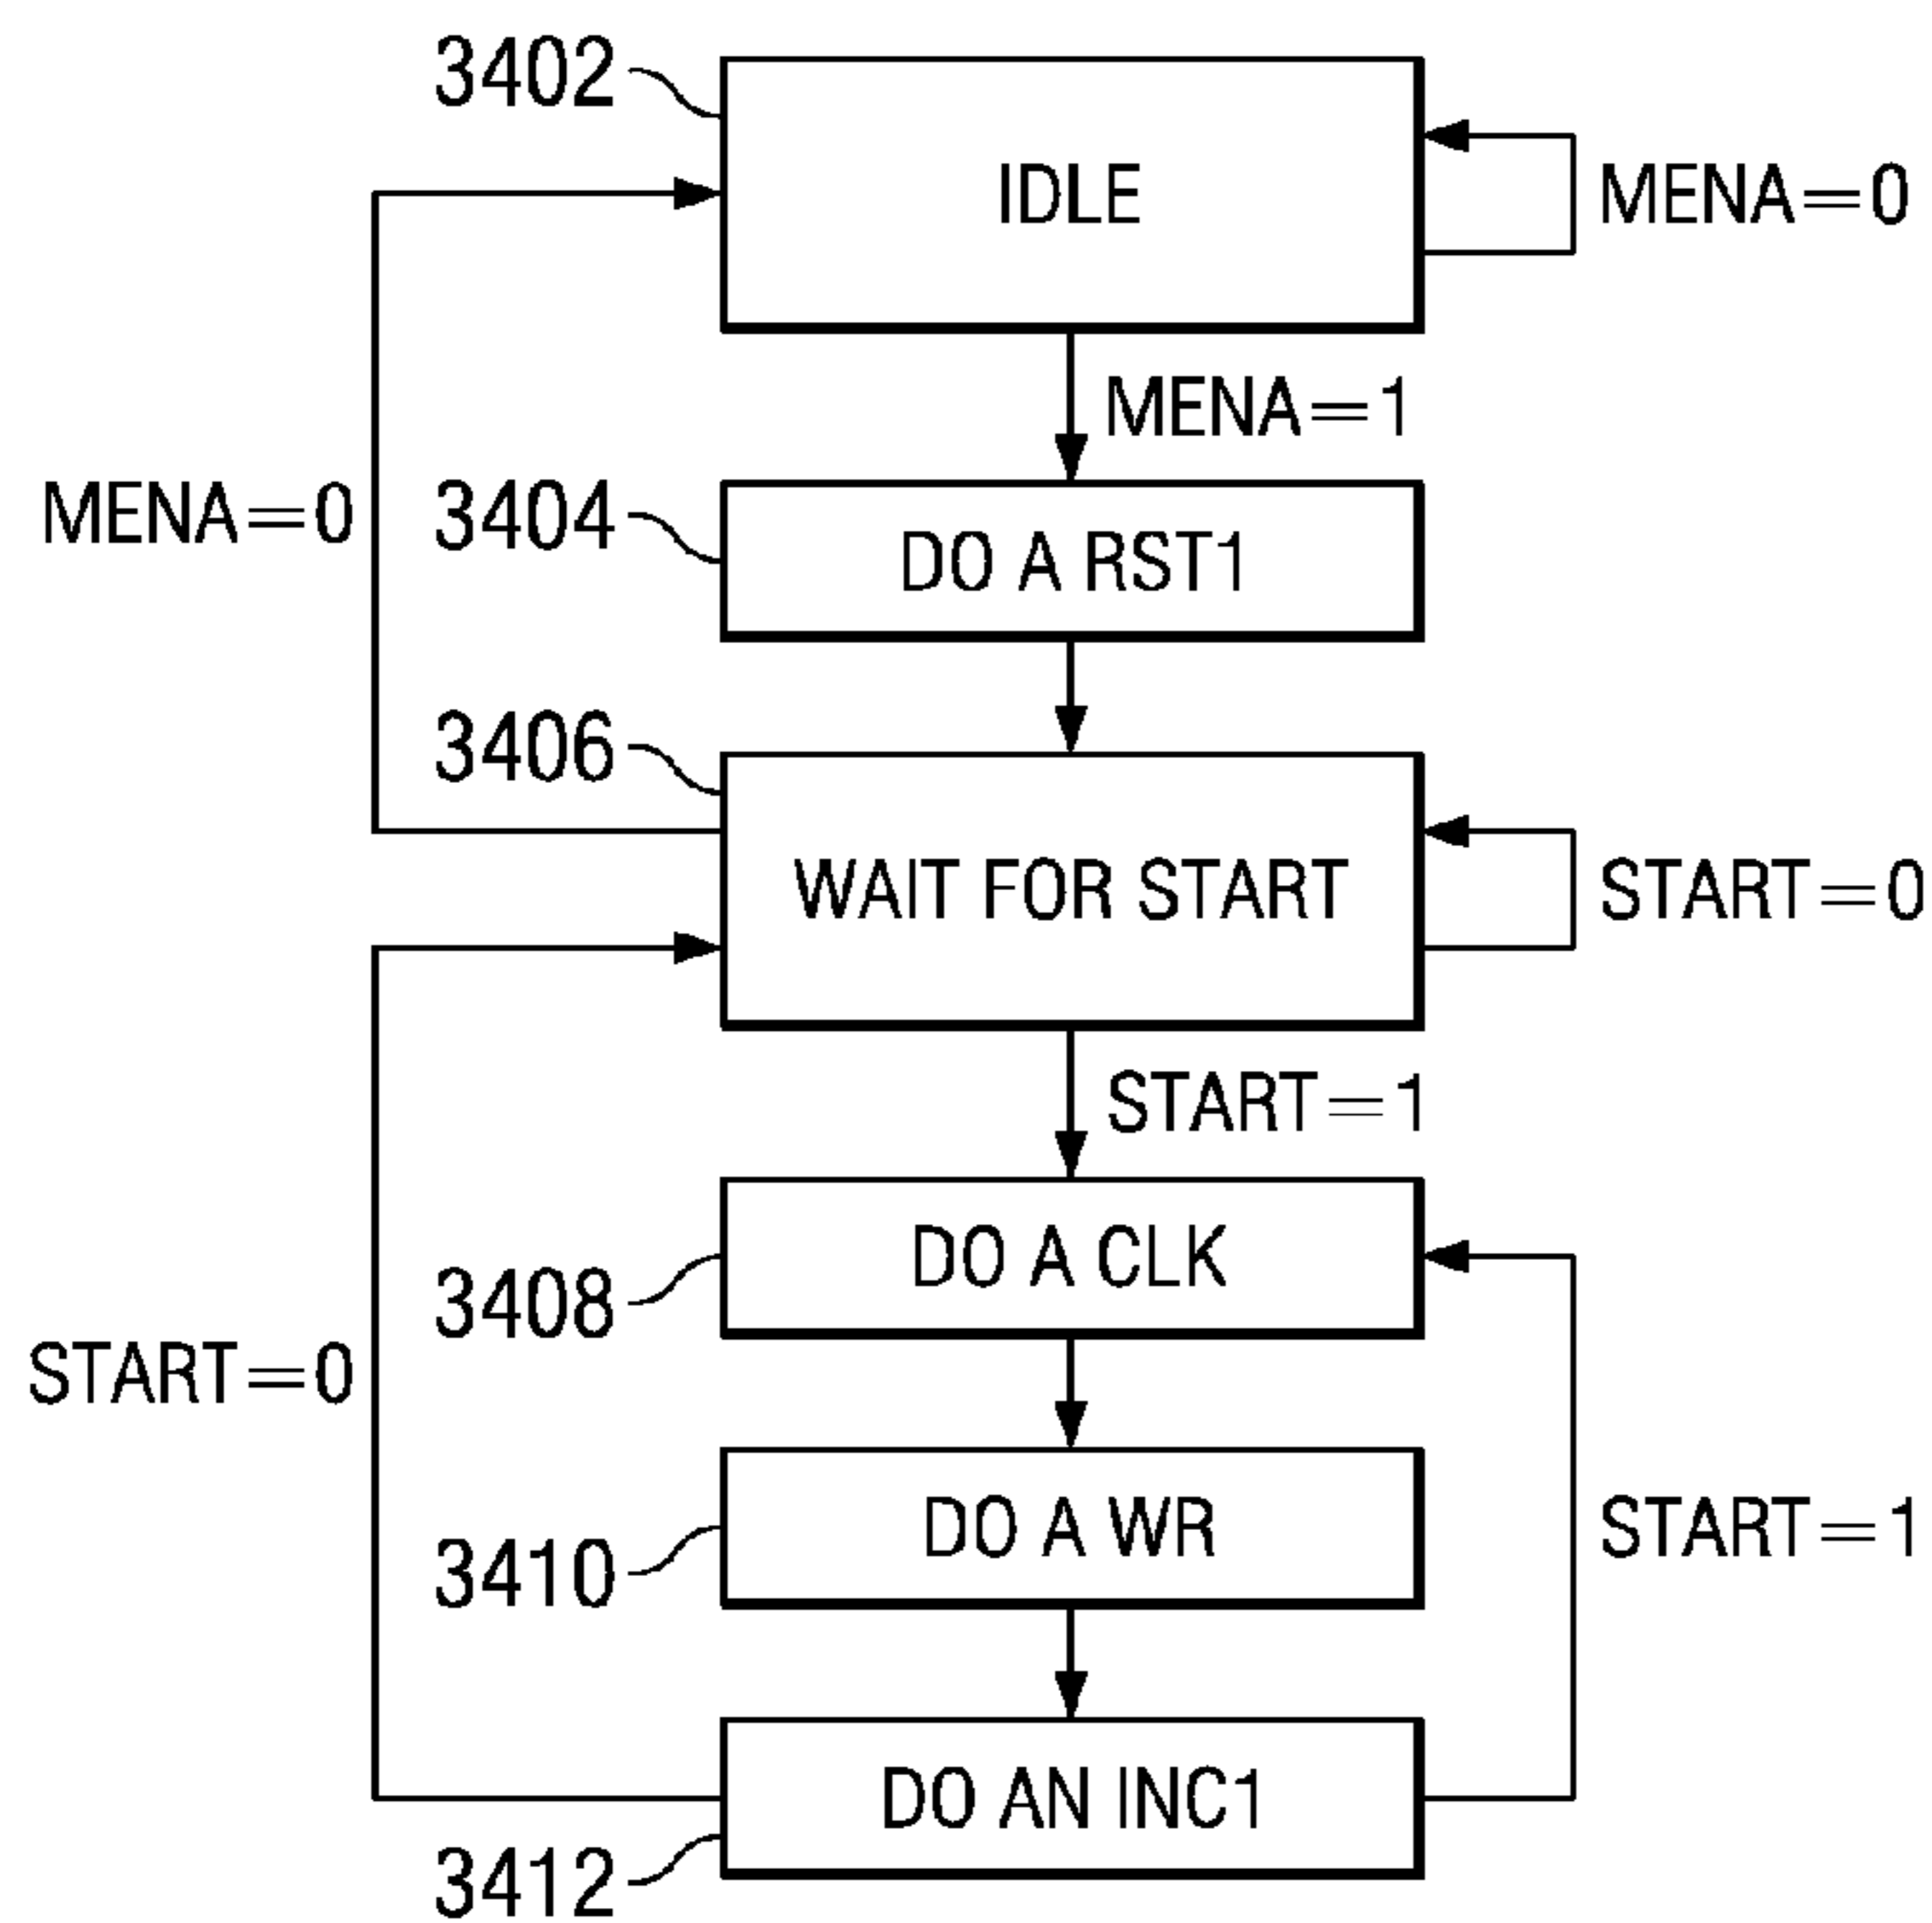 3402
IDLE
MENA=0
MENA=1
MENA=0
3404
DO A RST1
3406
WAIT FOR START
START=0
START=1
3408
DO A CLK
START=0
3410
DO A WR
START=1
3412
DO AN INC1